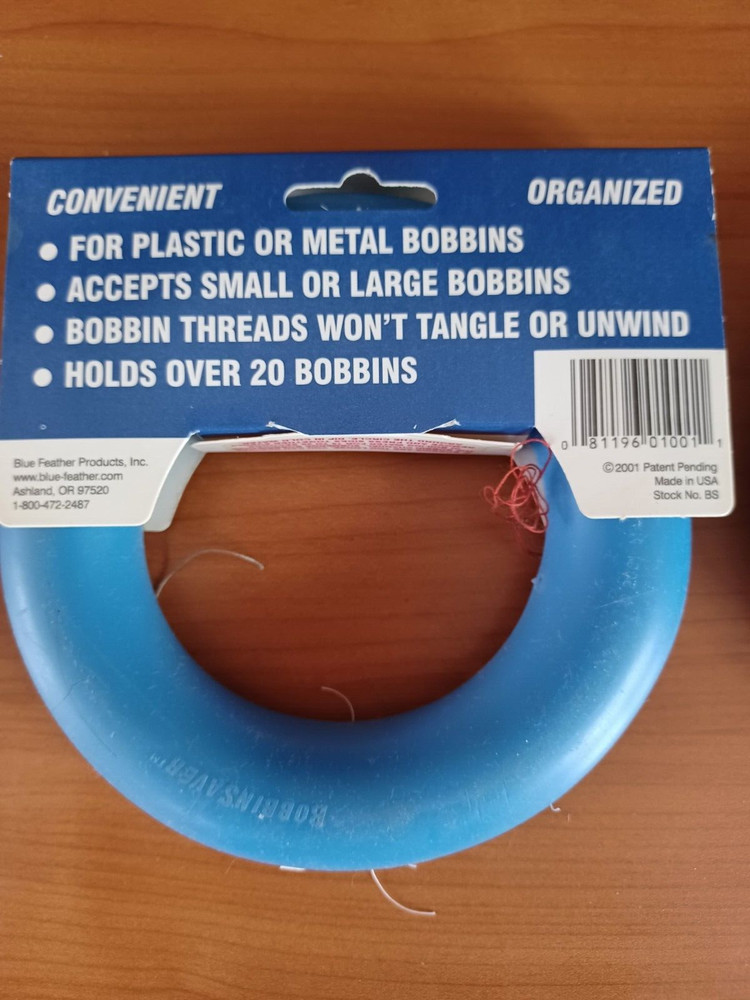 CONVENIENT
ORGANIZED
• FOR PLASTIC OR METAL BOBBINS
• ACCEPTS SMALL OR LARGE BOBBINS
• BOBBIN THREADS WON'T TANGLE OR UNWIND
• HOLDS OVER 20 BOBBINS
Blue Feather Products, Inc.
www.blue-feather.com
Ashland, OR 97520
1-800-472-2487
0 81196 01001 1
©2001 Patent Pending
Made in USA
Stock No. BS
BOBBINSAVER™